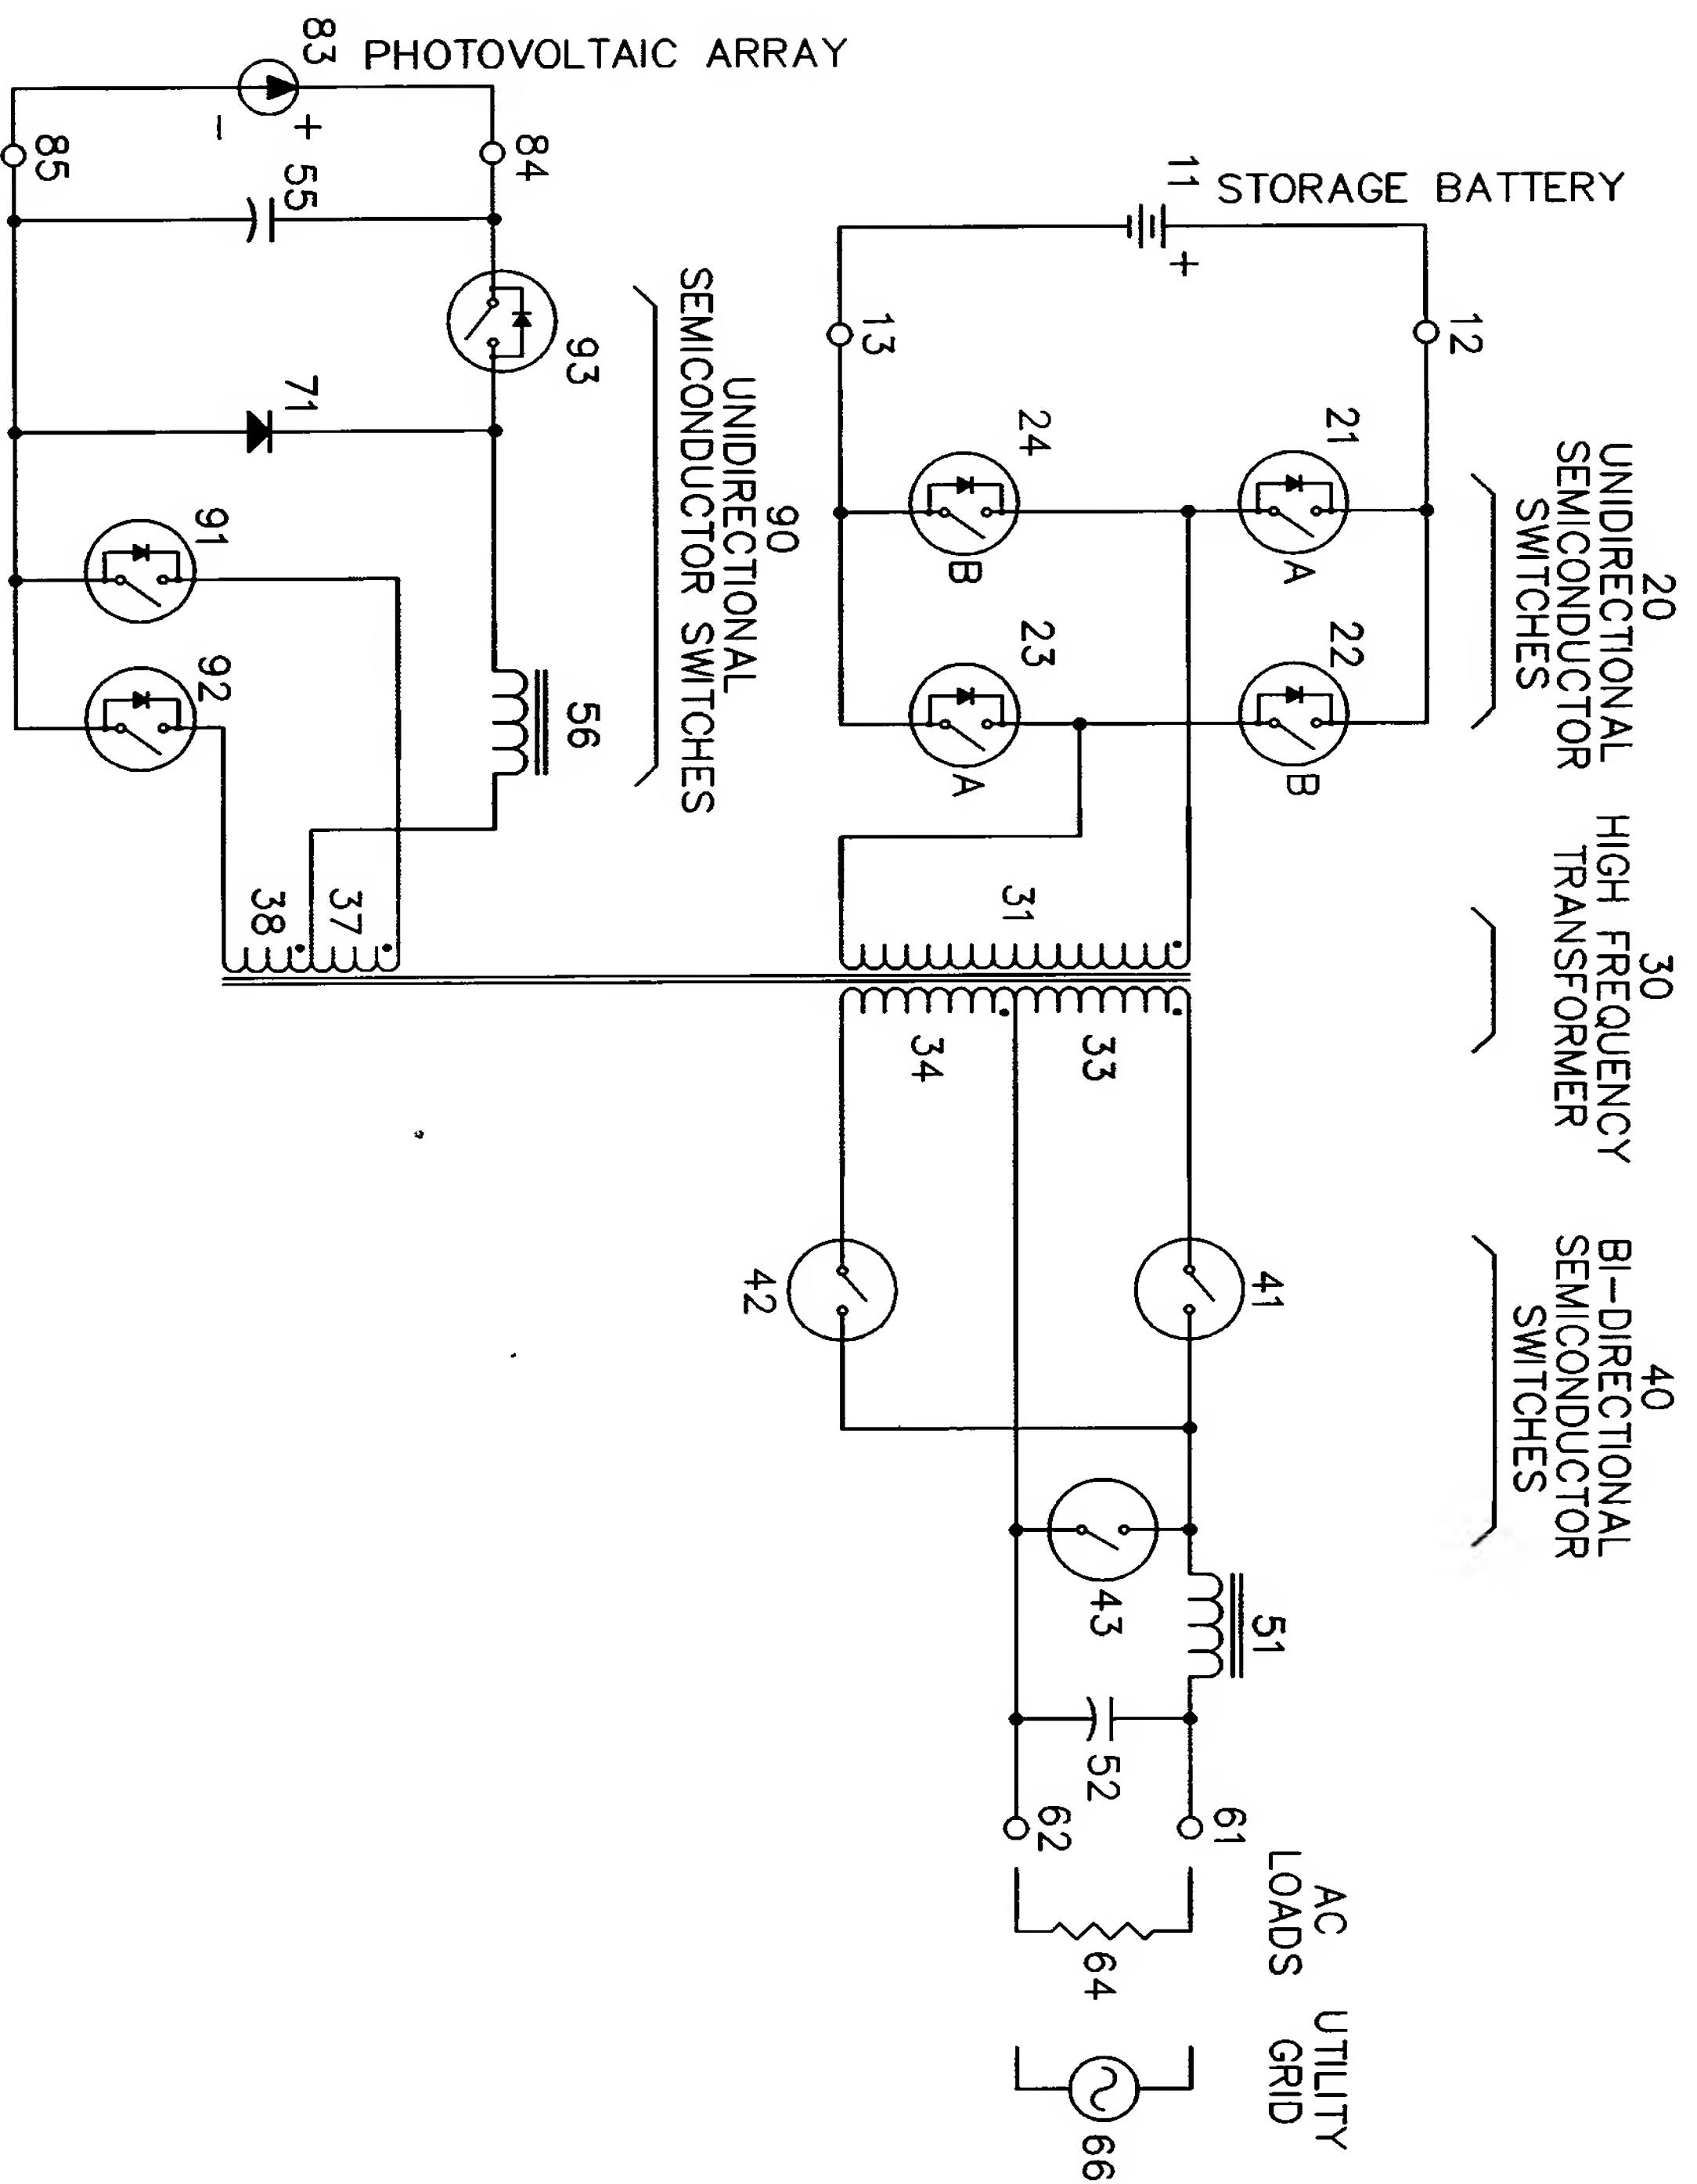 20
UNIDIRECTIONAL
SEMICONDUCTOR
SWITCHES
30
HIGH FREQUENCY
TRANSFORMER
40
BI-DIRECTIONAL
SEMICONDUCTOR
SWITCHES
STORAGE BATTERY
11
+
12
13
21
A
22
B
24
B
23
A
31
33
34
41
42
43
51
52
61
62
AC
LOADS
64
UTILITY
GRID
66
90
UNIDIRECTIONAL
SEMICONDUCTOR SWITCHES
PHOTOVOLTAIC ARRAY
83
+
-
84
85
55
93
71
56
91
92
37
38